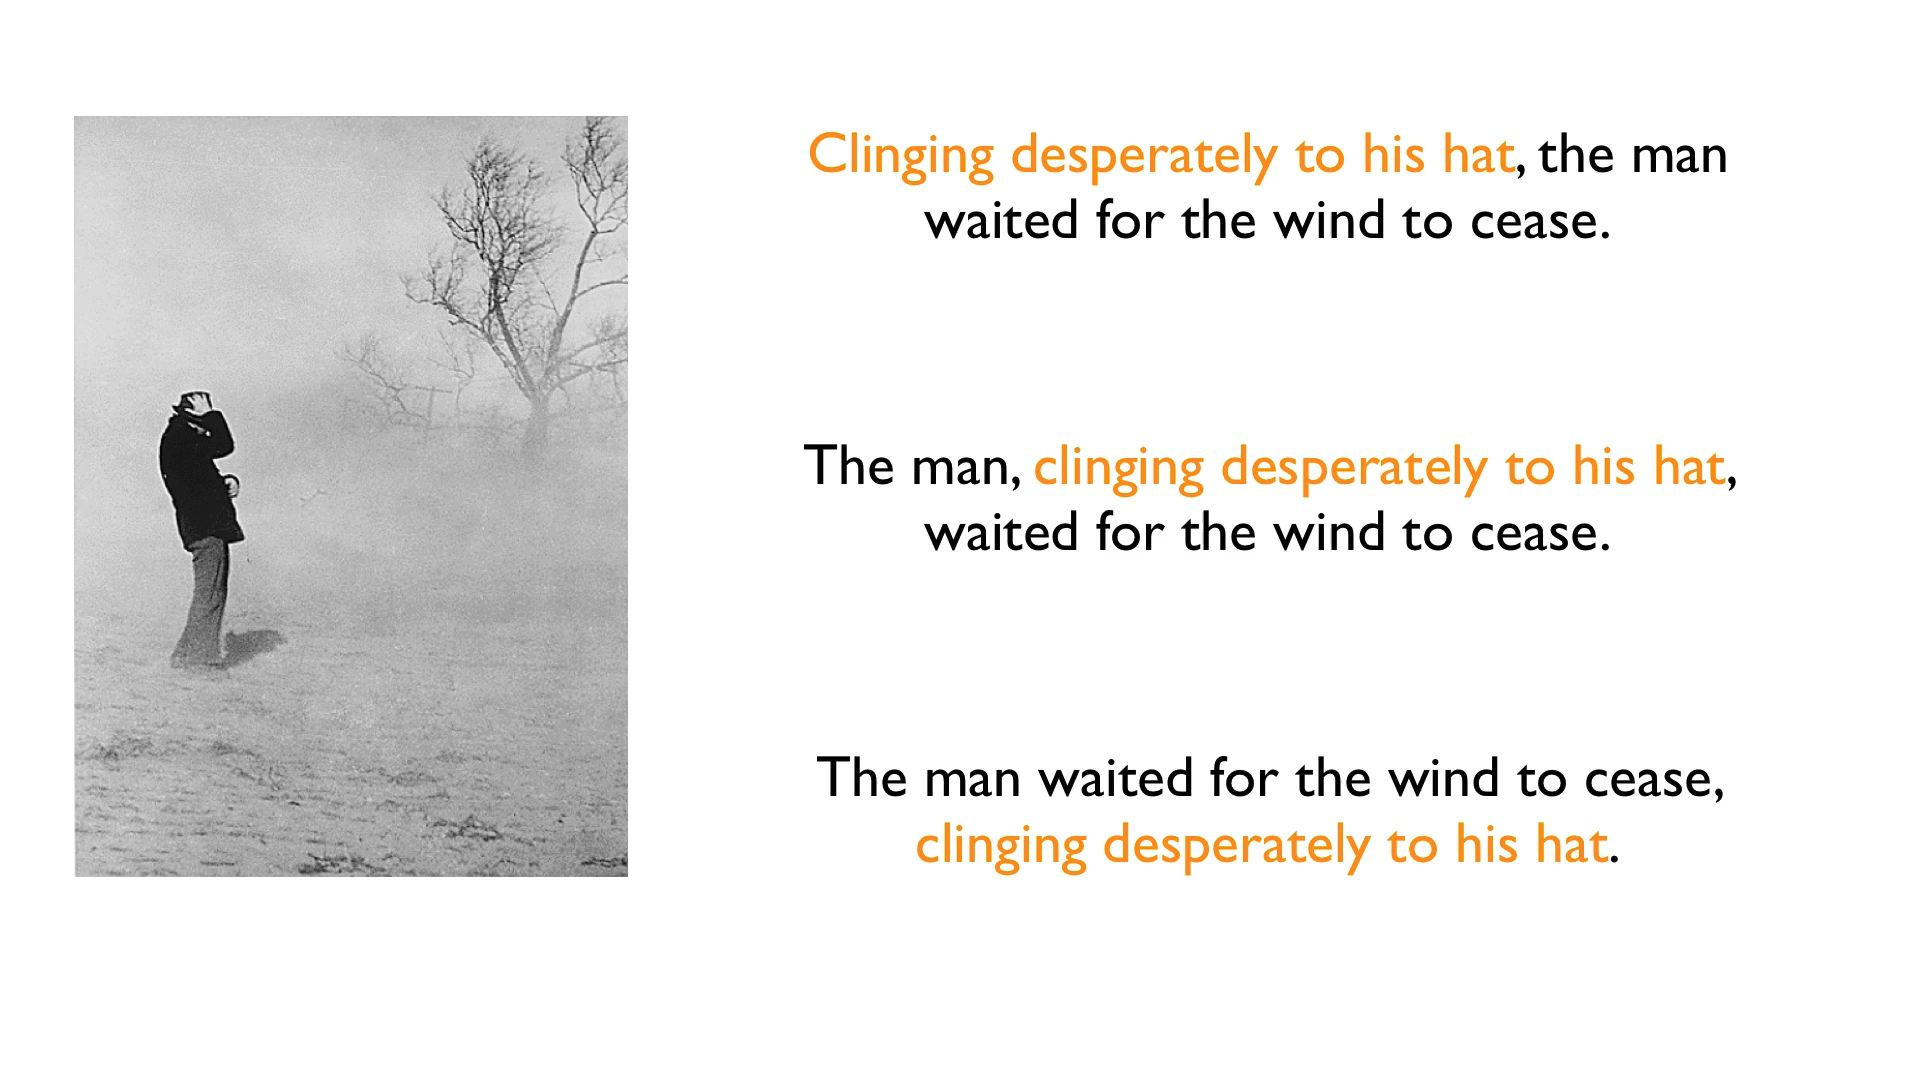 Clinging desperately to his hat, the man
waited for the wind to cease.
The man, clinging desperately to his hat,
waited for the wind to cease.
The man waited for the wind to cease,
clinging desperately to his hat.